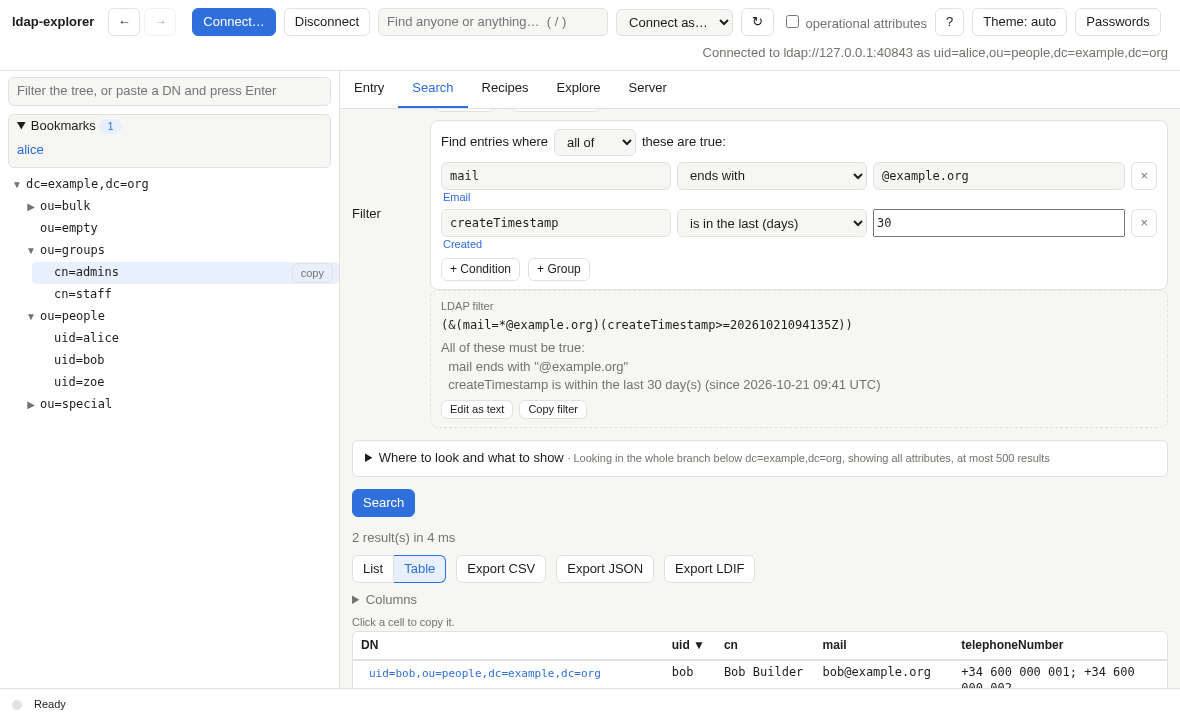 ldap-explorer ← → Connect… Disconnect Find anyone or anything… ( / ) Connect as… ↻ operational attributes ? Theme: auto Passwords
Connected to ldap://127.0.0.1:40843 as uid=alice,ou=people,dc=example,dc=org
Filter the tree, or paste a DN and press Enter
▼ Bookmarks 1
alice
▼ dc=example,dc=org
▶ ou=bulk
ou=empty
▼ ou=groups
cn=admins copy
cn=staff
▼ ou=people
uid=alice
uid=bob
uid=zoe
▶ ou=special
Entry Search Recipes Explore Server
Filter
Find entries where all of these are true:
mail ends with @example.org ×
Email
createTimestamp is in the last (days) 30 ×
Created
+ Condition + Group
LDAP filter
(&(mail=*@example.org)(createTimestamp>=20261021094135Z))
All of these must be true:
mail ends with "@example.org"
createTimestamp is within the last 30 day(s) (since 2026-10-21 09:41 UTC)
Edit as text Copy filter
▶ Where to look and what to show · Looking in the whole branch below dc=example,dc=org, showing all attributes, at most 500 results
Search
2 result(s) in 4 ms
List Table Export CSV Export JSON Export LDIF
▶ Columns
Click a cell to copy it.
DN uid ▼ cn mail telephoneNumber
uid=bob,ou=people,dc=example,dc=org bob Bob Builder bob@example.org +34 600 000 001; +34 600
000 002
Ready